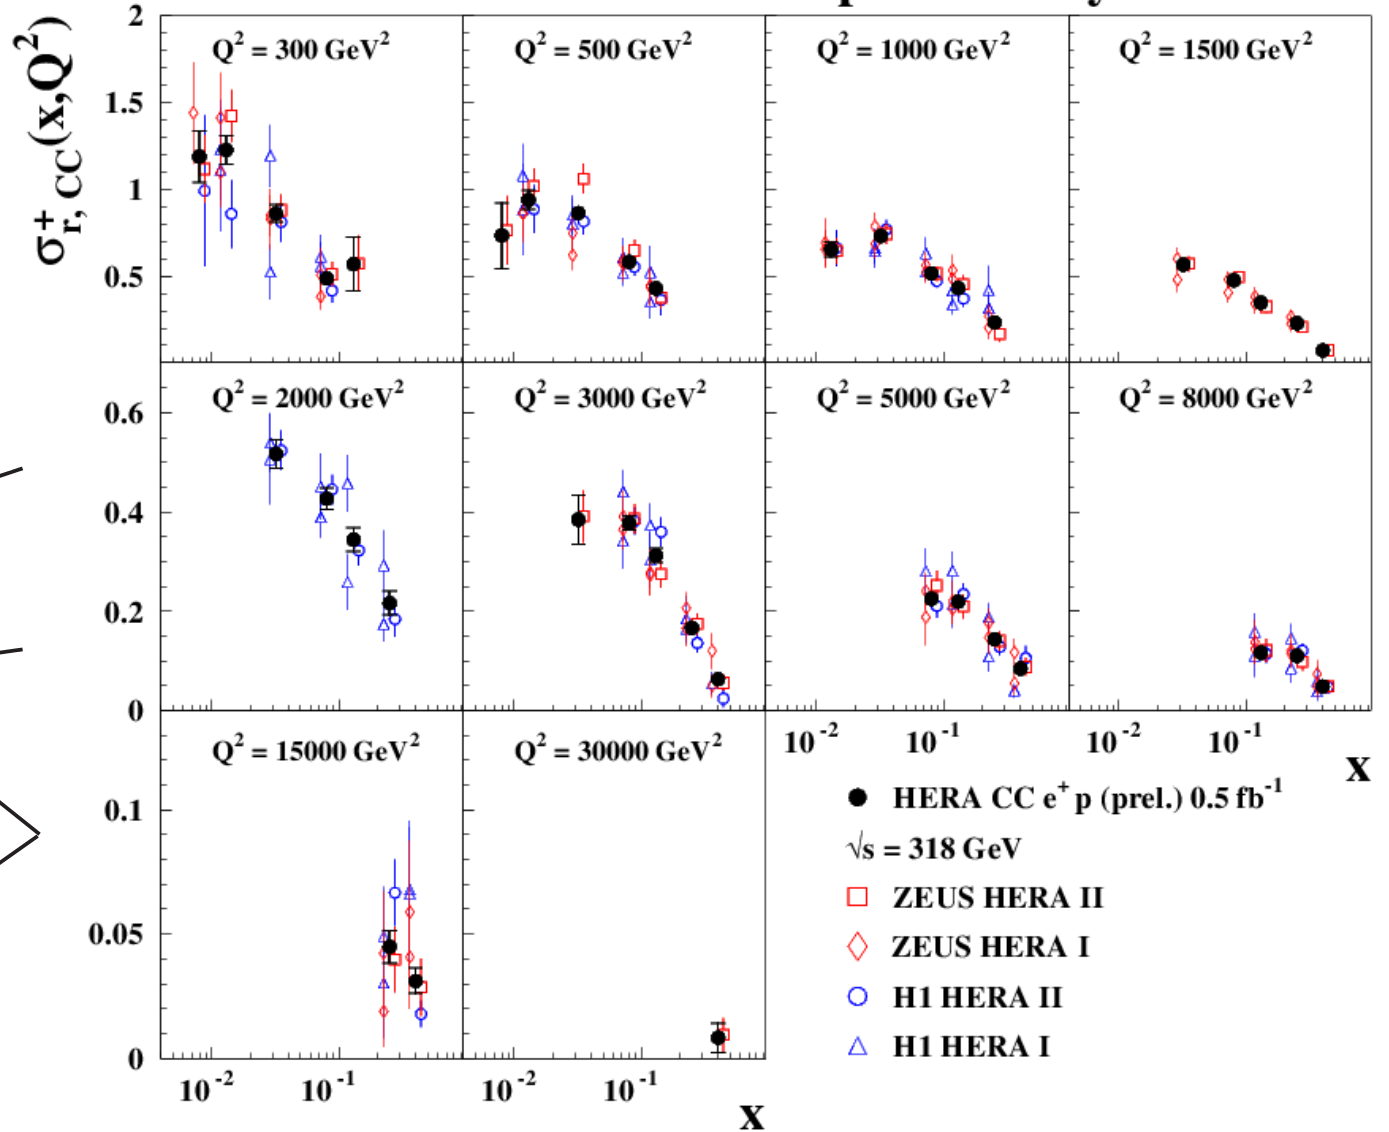 σ⁺r, CC(x,Q²)
2
1.5
1
0.5
Q² = 300 GeV²
Q² = 500 GeV²
Q² = 1000 GeV²
Q² = 1500 GeV²
0.6
0.4
0.2
0
Q² = 2000 GeV²
Q² = 3000 GeV²
Q² = 5000 GeV²
Q² = 8000 GeV²
10⁻² 10⁻¹ 10⁻² 10⁻¹
x
0.1
0.05
0
Q² = 15000 GeV²
Q² = 30000 GeV²
10⁻² 10⁻¹ 10⁻² 10⁻¹
x
HERA CC e⁺ p (prel.) 0.5 fb⁻¹
√s = 318 GeV
ZEUS HERA II
ZEUS HERA I
H1 HERA II
H1 HERA I